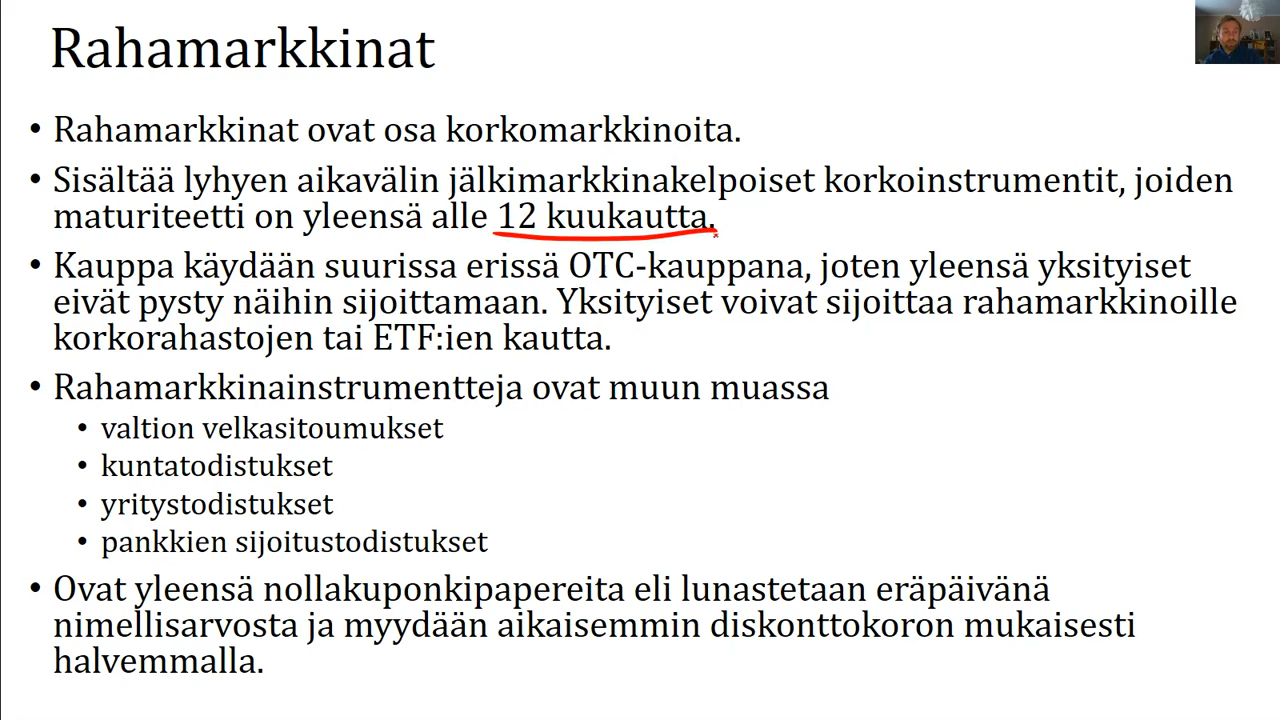 Rahamarkkinat
• Rahamarkkinat ovat osa korkomarkkinoita.
• Sisältää lyhyen aikavälin jälkimarkkinakelpoiset korkoinstrumentit, joiden
maturiteetti on yleensä alle 12 kuukautta.
• Kauppa käydään suurissa erissä OTC-kauppana, joten yleensä yksityiset
eivät pysty näihin sijoittamaan. Yksityiset voivat sijoittaa rahamarkkinoille
korkorahastojen tai ETF:ien kautta.
• Rahamarkkinainstrumentteja ovat muun muassa
• valtion velkasitoumukset
• kuntatodistukset
• yritystodistukset
• pankkien sijoitustodistukset
• Ovat yleensä nollakuponkipapereita eli lunastetaan eräpäivänä
nimellisarvosta ja myydään aikaisemmin diskonttokoron mukaisesti
halvemmalla.